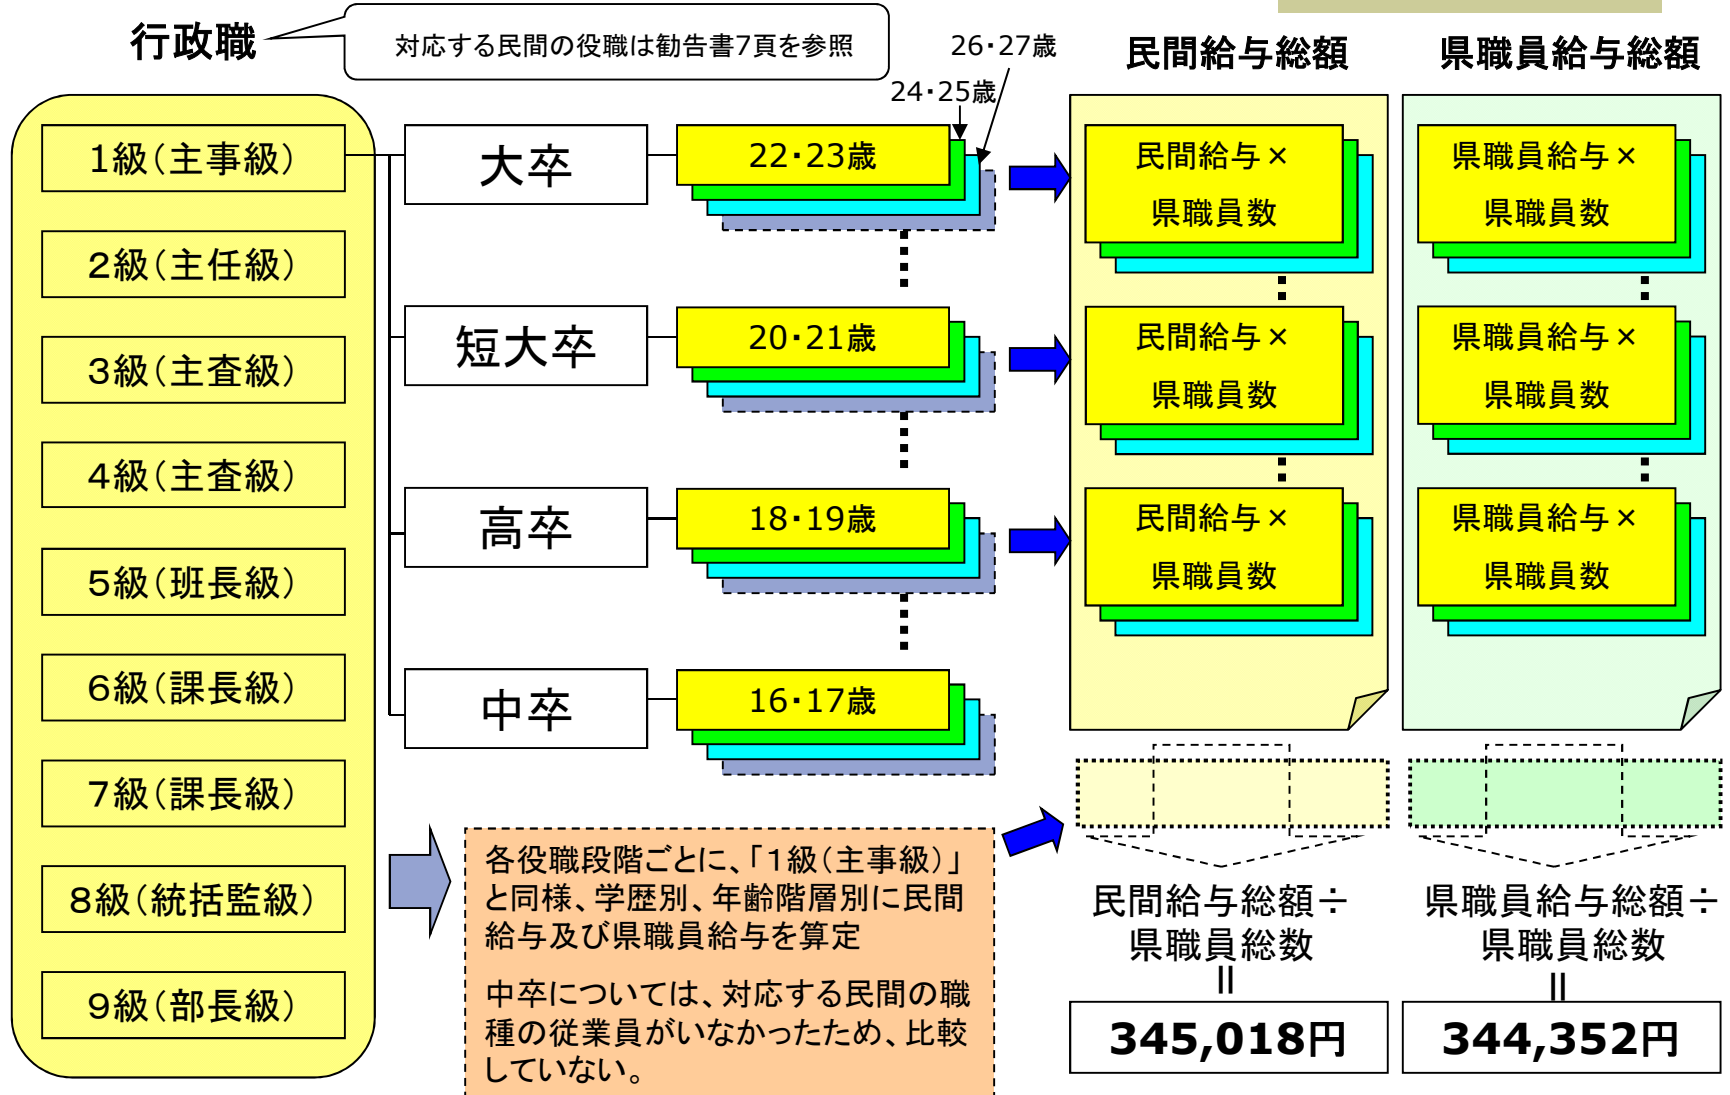 行政職
対応する民間の役職は勧告書7頁を参照
26・27歳
24・25歳
民間給与総額
県職員給与総額
1級(主事級)
2級(主任級)
3級(主査級)
4級(主査級)
5級(班長級)
6級(課長級)
7級(課長級)
8級(統括監級)
9級(部長級)
大卒
22・23歳
短大卒
20・21歳
高卒
18・19歳
中卒
16・17歳
民間給与×
県職員数
民間給与×
県職員数
民間給与×
県職員数
県職員給与×
県職員数
県職員給与×
県職員数
県職員給与×
県職員数
各役職段階ごとに、「1級(主事級)」
と同様、学歴別、年齢階層別に民間
給与及び県職員給与を算定
中卒については、対応する民間の職
種の従業員がいなかったため、比較
していない。
民間給与総額÷
県職員総数
=
345,018円
県職員給与総額÷
県職員総数
=
344,352円